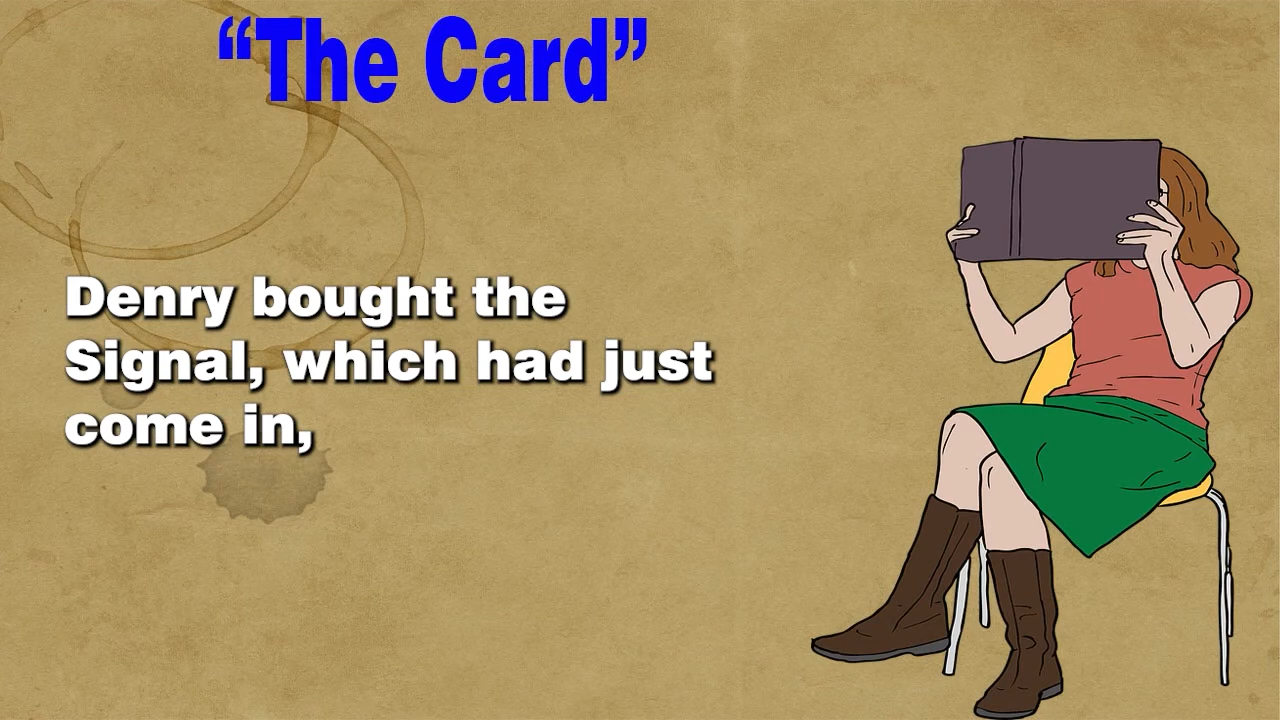 “The Card”
Denry bought the
Signal, which had just
come in,